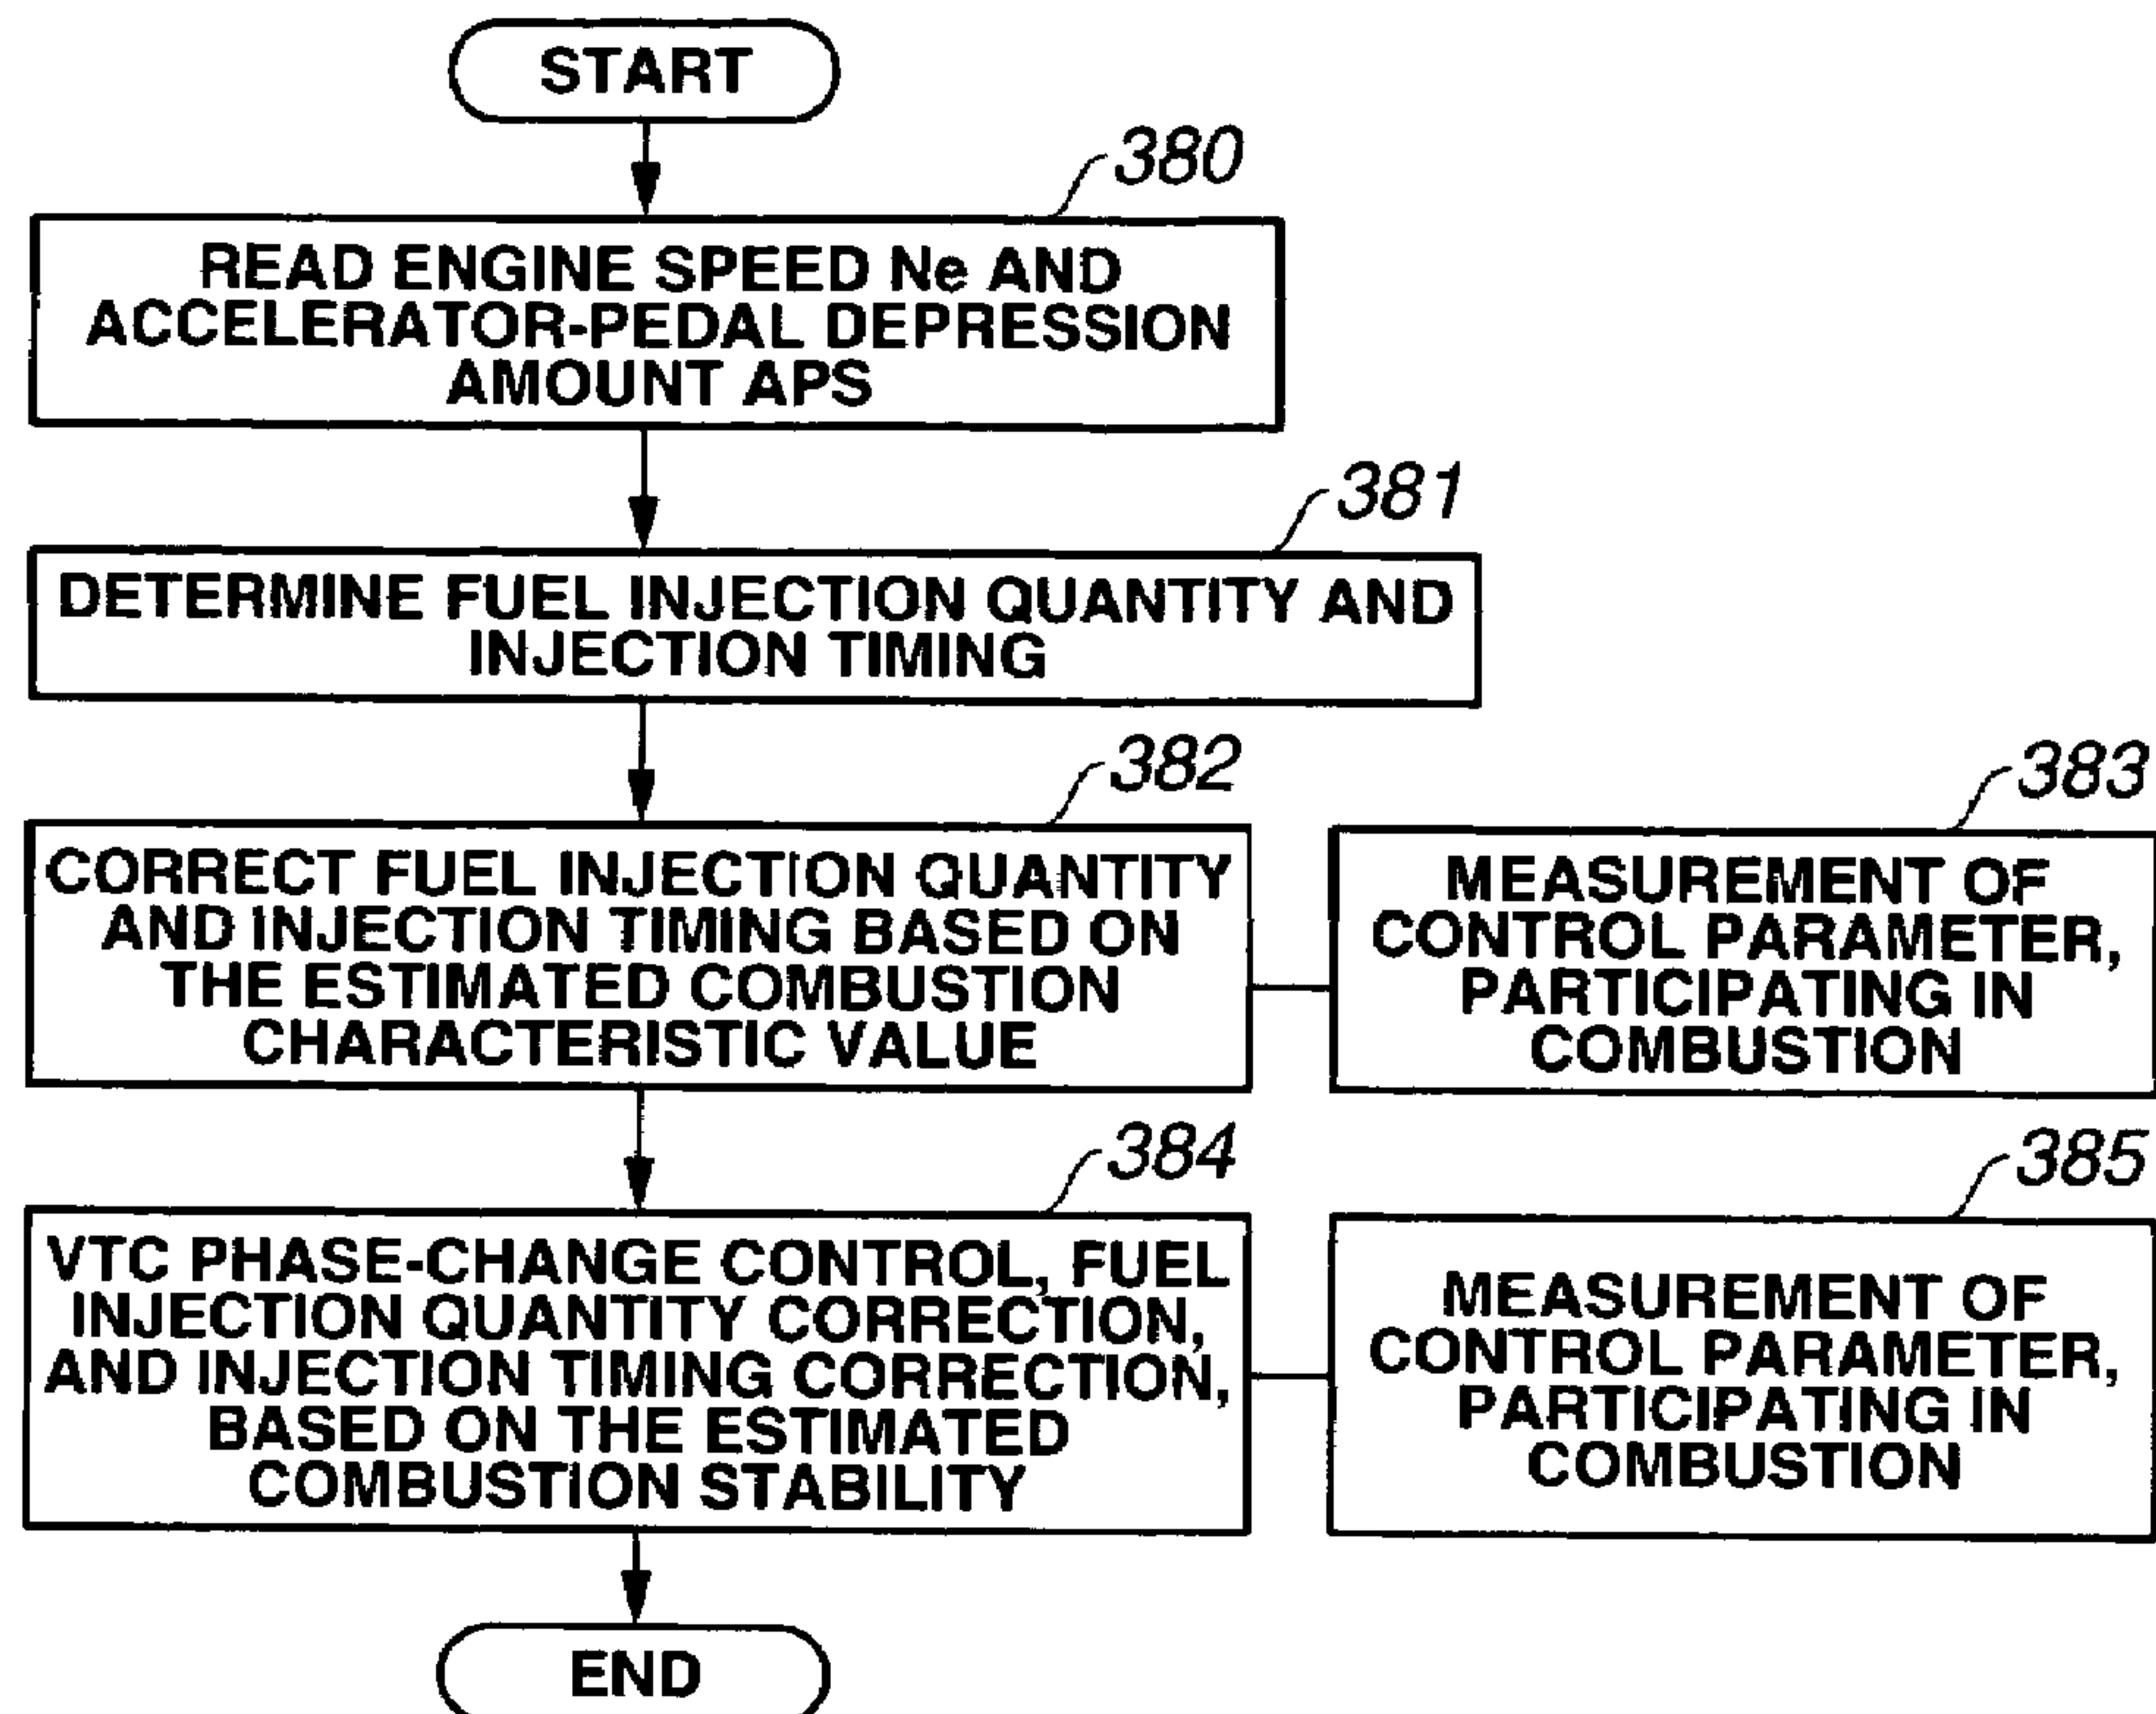 START
380
READ ENGINE SPEED Ne AND
ACCELERATOR-PEDAL DEPRESSION
AMOUNT APS
381
DETERMINE FUEL INJECTION QUANTITY AND
INJECTION TIMING
382
CORRECT FUEL INJECTION QUANTITY
AND INJECTION TIMING BASED ON
THE ESTIMATED COMBUSTION
CHARACTERISTIC VALUE
383
MEASUREMENT OF
CONTROL PARAMETER,
PARTICIPATING IN
COMBUSTION
384
VTC PHASE-CHANGE CONTROL, FUEL
INJECTION QUANTITY CORRECTION,
AND INJECTION TIMING CORRECTION,
BASED ON THE ESTIMATED
COMBUSTION STABILITY
385
MEASUREMENT OF
CONTROL PARAMETER,
PARTICIPATING IN
COMBUSTION
END